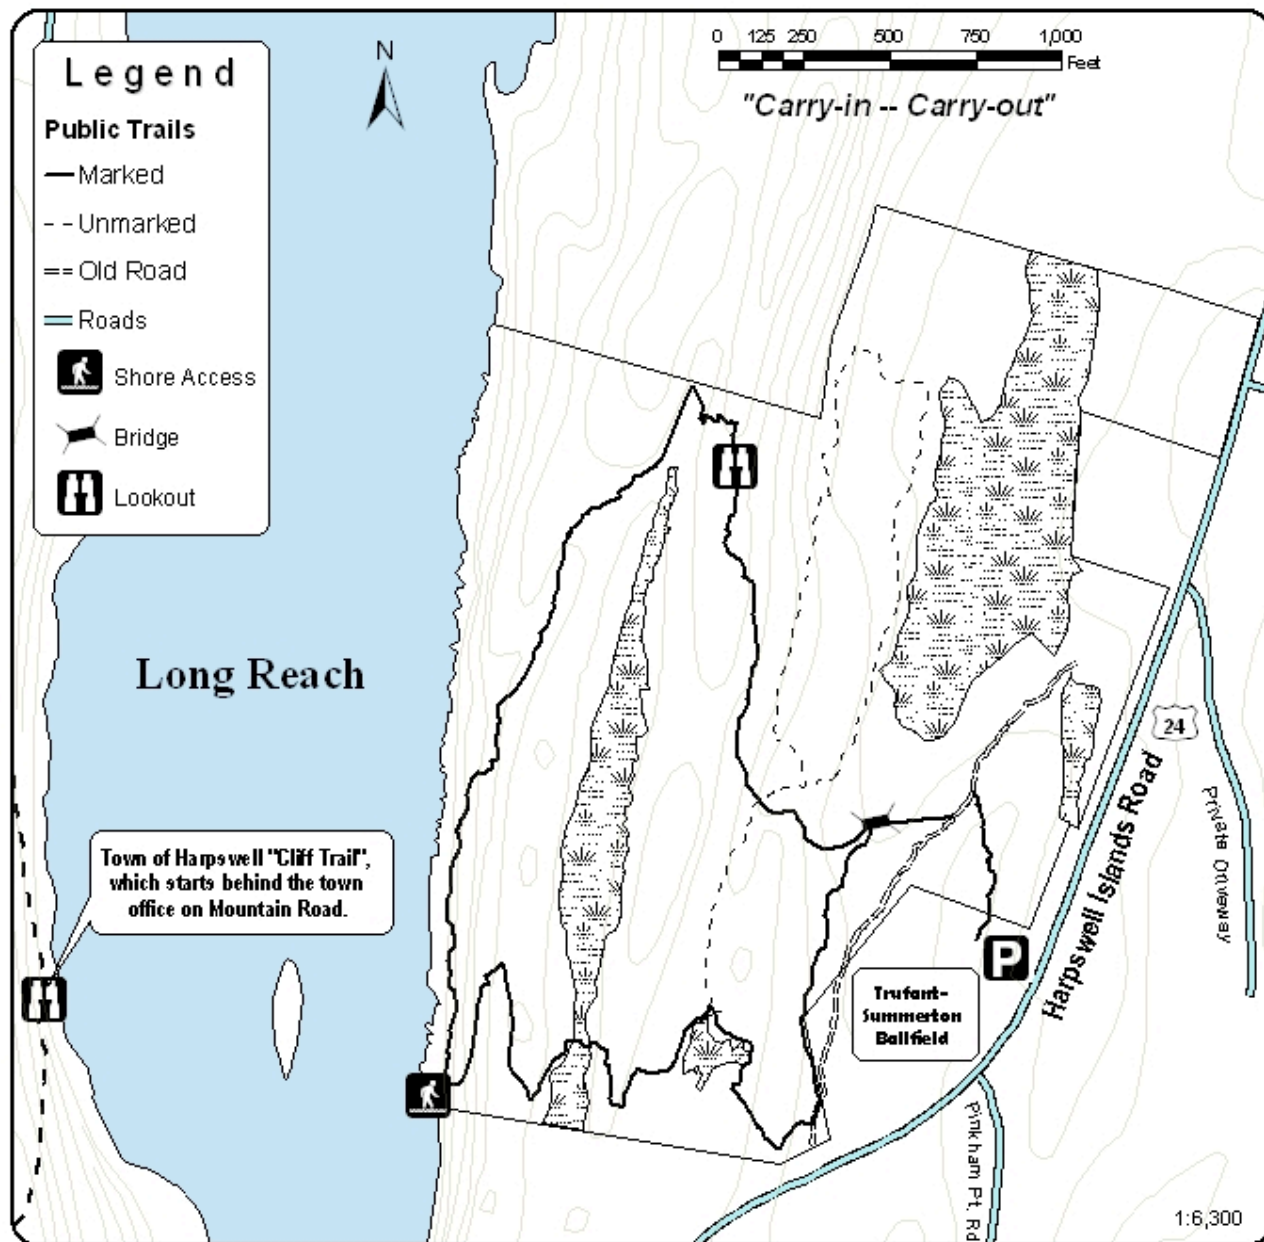 Legend
Public Trails
Marked
Unmarked
Old Road
Roads
Shore Access
Bridge
Lookout
N
0 125 250 500 750 1,000
Feet
"Carry-in -- Carry-out"
Long Reach
Town of Harpswell "Cliff Trail",
which starts behind the town
office on Mountain Road.
24
Harpswell Islands Road
Private Driveway
P
Trufant-
Summerton
Ballfield
Pinkham Pt. Rd
1:6,300